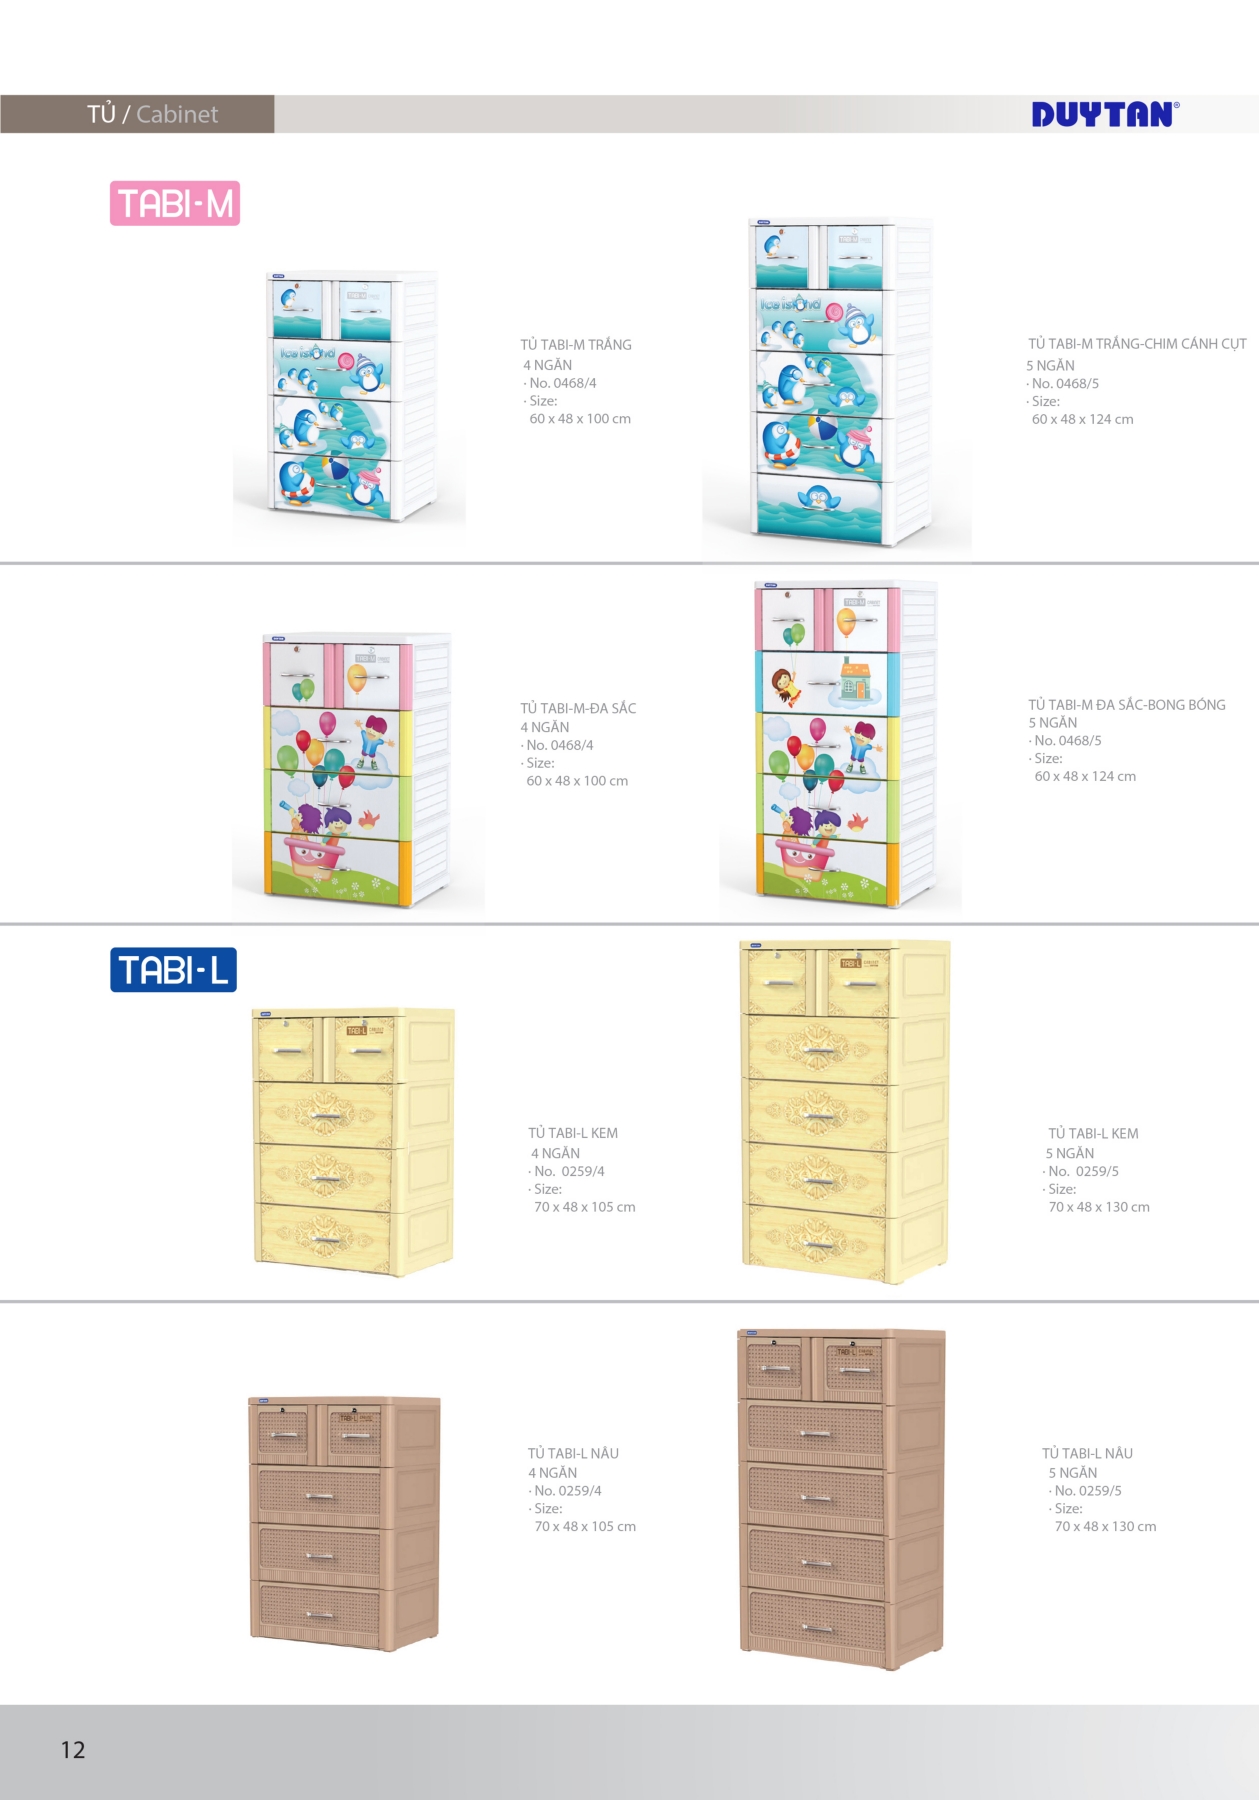 TỦ / Cabinet
DUYTAN®
TABI-M
Ice island
TỦ TABI-M TRẮNG
4 NGĂN
· No. 0468/4
· Size:
60 x 48 x 100 cm
Ice island
TỦ TABI-M TRẮNG-CHIM CÁNH CỤT
5 NGĂN
· No. 0468/5
· Size:
60 x 48 x 124 cm
TỦ TABI-M-ĐA SẮC
4 NGĂN
· No. 0468/4
· Size:
60 x 48 x 100 cm
TỦ TABI-M ĐA SẮC-BONG BÓNG
5 NGĂN
· No. 0468/5
· Size:
60 x 48 x 124 cm
TABI-L
TỦ TABI-L KEM
4 NGĂN
· No. 0259/4
· Size:
70 x 48 x 105 cm
TỦ TABI-L KEM
5 NGĂN
· No. 0259/5
· Size:
70 x 48 x 130 cm
TỦ TABI-L NÂU
4 NGĂN
· No. 0259/4
· Size:
70 x 48 x 105 cm
TỦ TABI-L NÂU
5 NGĂN
· No. 0259/5
· Size:
70 x 48 x 130 cm
12